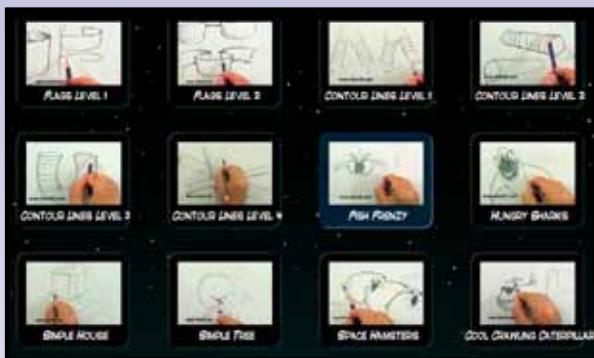 FLAGS LEVEL 1
FLAGS LEVEL 2
CONTOUR LINES LEVEL 1
CONTOUR LINES LEVEL 2
CONTOUR LINES LEVEL 3
CONTOUR LINES LEVEL 4
FISH FRENZY
HUNGRY SHARKS
SIMPLE HOUSE
SIMPLE TREE
SPACE HAMSTERS
COOL CRAWLING CATERPILLAR